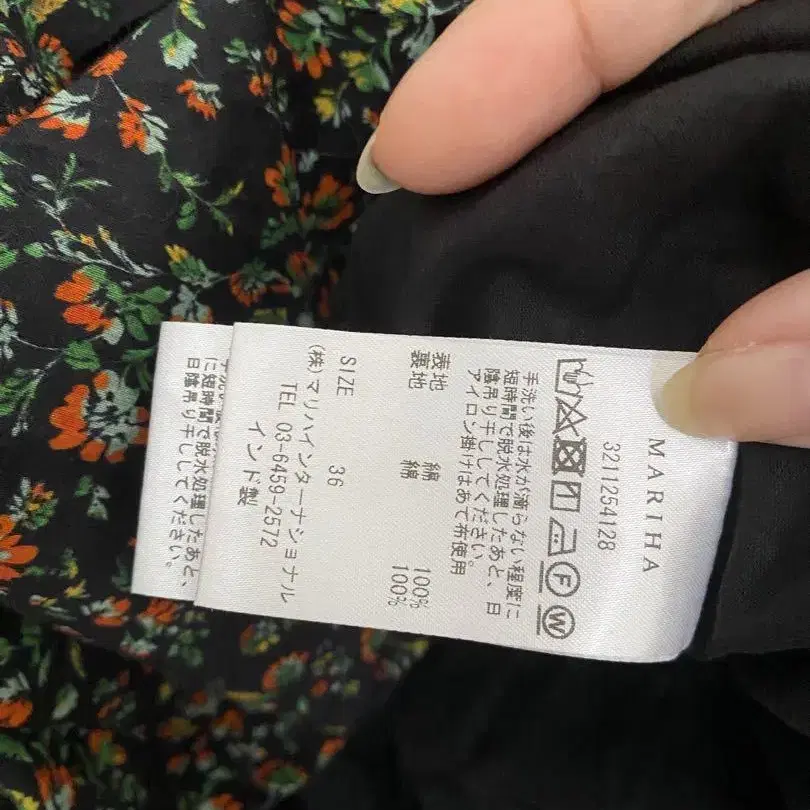 MARIHA
3211254128
手洗い後は水が滴らない程度に
短時間で脱水処理したあと、日
陰吊り干ししてください。
アイロン掛けはあて布使用
表地 綿 100%
裏地 綿 100%
SIZE 36
(株)マリハインターナショナル
TEL 03-6459-2572
インド製
に短時間で脱水処理したあと、
日陰吊り干ししてください。
F
W